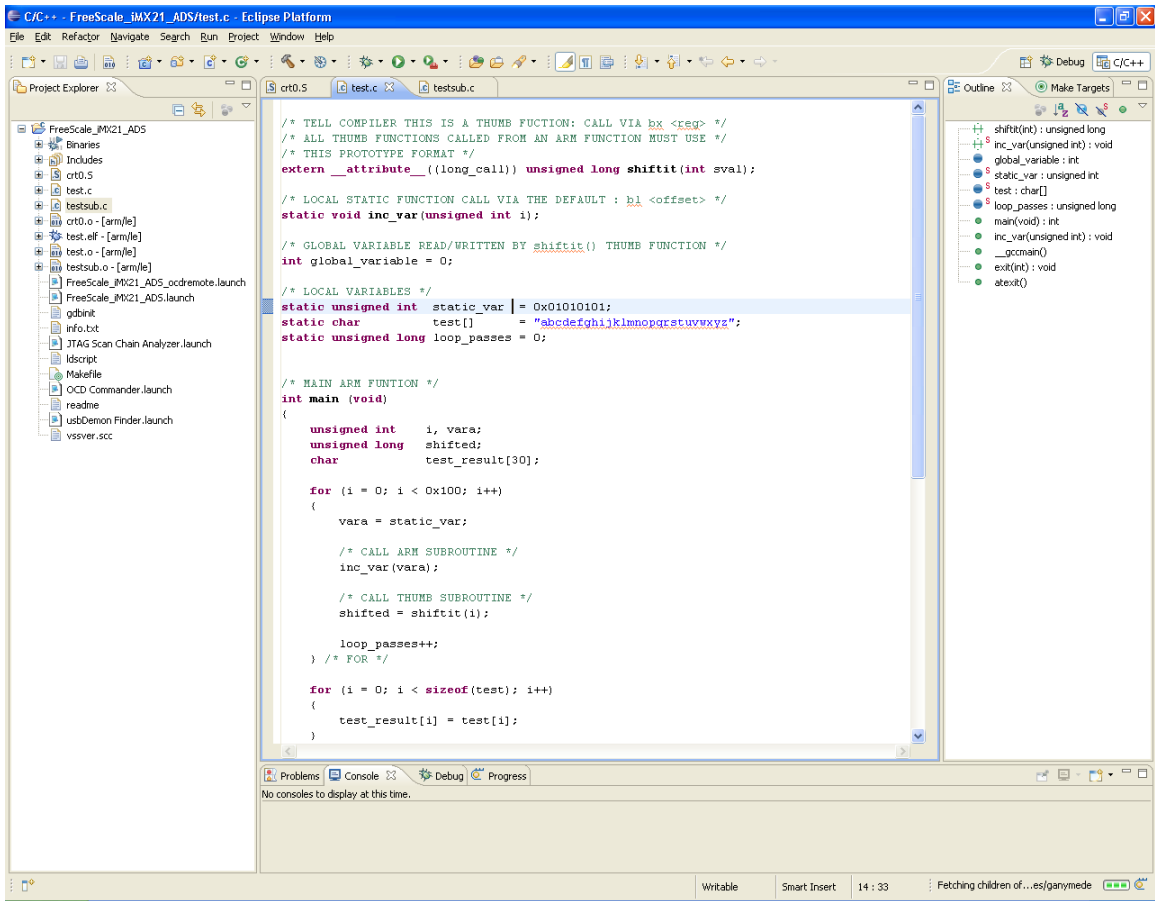 C/C++ - FreeScale_iMX21_ADS/test.c - Eclipse Platform
File Edit Refactor Navigate Search Run Project Window Help
Debug C/C++
Project Explorer
FreeScale_iMX21_ADS
Binaries
Includes
crt0.S
test.c
testsub.c
crt0.o - [arm/le]
test.elf - [arm/le]
test.o - [arm/le]
testsub.o - [arm/le]
FreeScale_iMX21_ADS_ocdremote.launch
FreeScale_iMX21_ADS.launch
gdbinit
info.txt
JTAG Scan Chain Analyzer.launch
ldscript
Makefile
OCD Commander.launch
readme
usbDemon Finder.launch
vssver.scc
crt0.S test.c testsub.c
/* TELL COMPILER THIS IS A THUMB FUCTION: CALL VIA bx <reg> */
/* ALL THUMB FUNCTIONS CALLED FROM AN ARM FUNCTION MUST USE */
/* THIS PROTOTYPE FORMAT */
extern __attribute__((long_call)) unsigned long shiftit(int sval);
/* LOCAL STATIC FUNCTION CALL VIA THE DEFAULT : bl <offset> */
static void inc_var(unsigned int i);
/* GLOBAL VARIABLE READ/WRITTEN BY shiftit() THUMB FUNCTION */
int global_variable = 0;
/* LOCAL VARIABLES */
static unsigned int static_var = 0x01010101;
static char test[] = "abcdefghijklmnopqrstuvwxyz";
static unsigned long loop_passes = 0;
/* MAIN ARM FUNTION */
int main (void)
{
unsigned int i, vara;
unsigned long shifted;
char test_result[30];
for (i = 0; i < 0x100; i++)
{
vara = static_var;
/* CALL ARM SUBROUTINE */
inc_var(vara);
/* CALL THUMB SUBROUTINE */
shifted = shiftit(i);
loop_passes++;
} /* FOR */
for (i = 0; i < sizeof(test); i++)
{
test_result[i] = test[i];
}
Outline Make Targets
shiftit(int) : unsigned long
S inc_var(unsigned int) : void
global_variable : int
S static_var : unsigned int
S test : char[]
S loop_passes : unsigned long
main(void) : int
inc_var(unsigned int) : void
__gccmain()
exit(int) : void
atexit()
Problems Console Debug Progress
No consoles to display at this time.
Writable Smart Insert 14 : 33 Fetching children of...es/ganymede